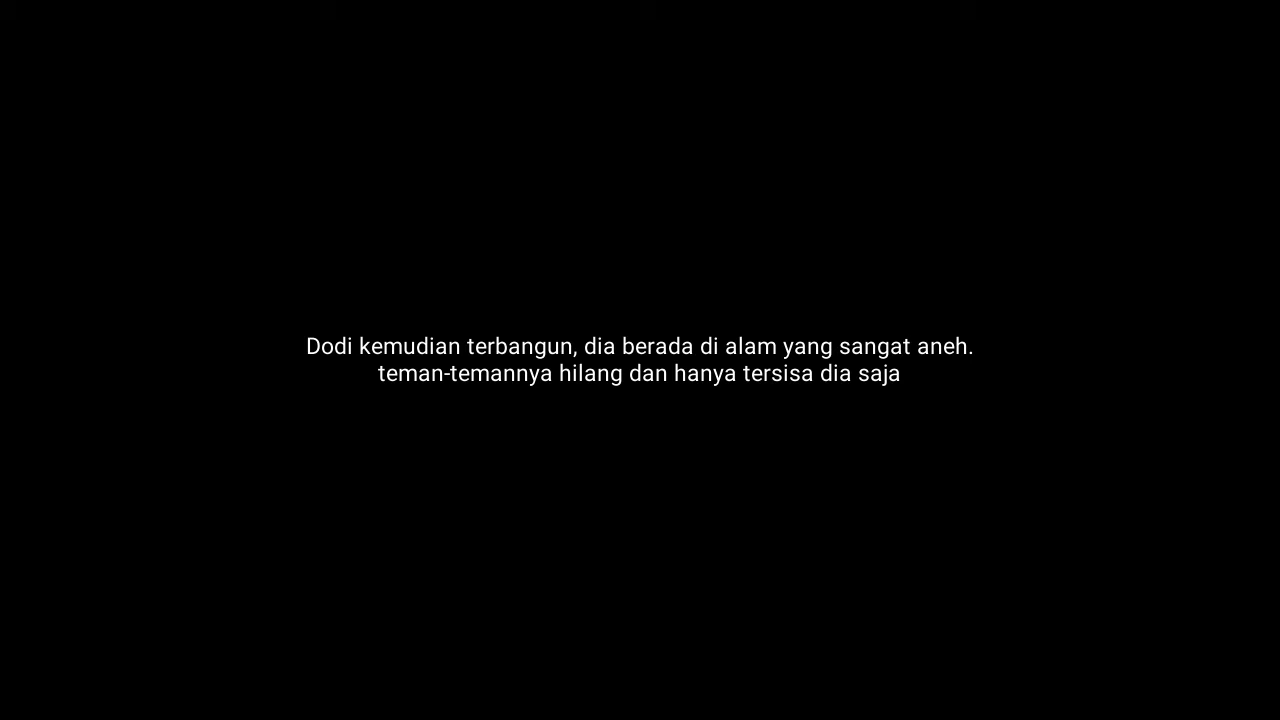 Dodi kemudian terbangun, dia berada di alam yang sangat aneh.
teman-temannya hilang dan hanya tersisa dia saja